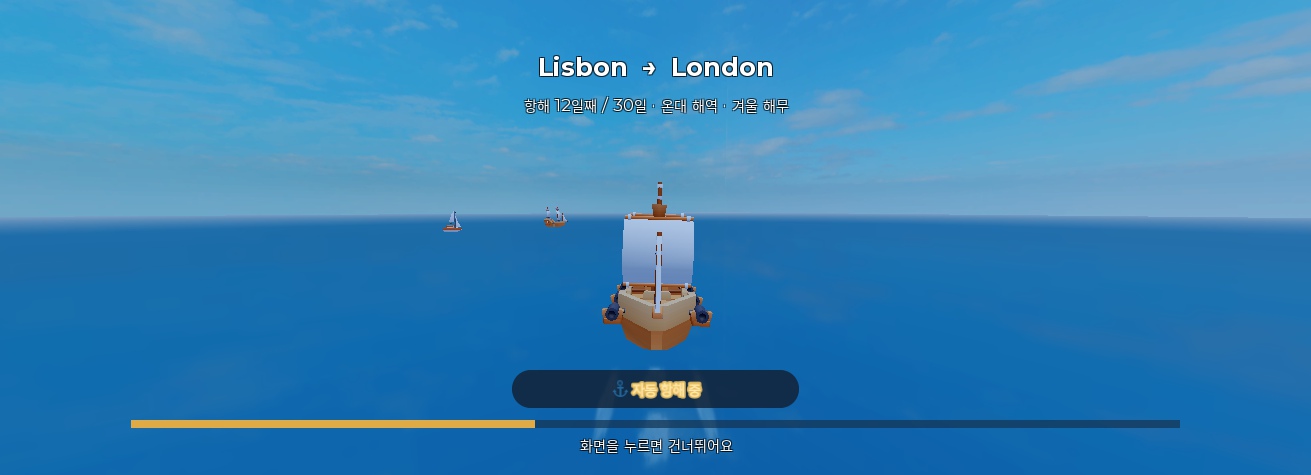 Lisbon → London
항해 12일째 / 30일 · 온대 해역 · 겨울 해무
⚓ 자동 항해 중
화면을 누르면 건너뛰어요